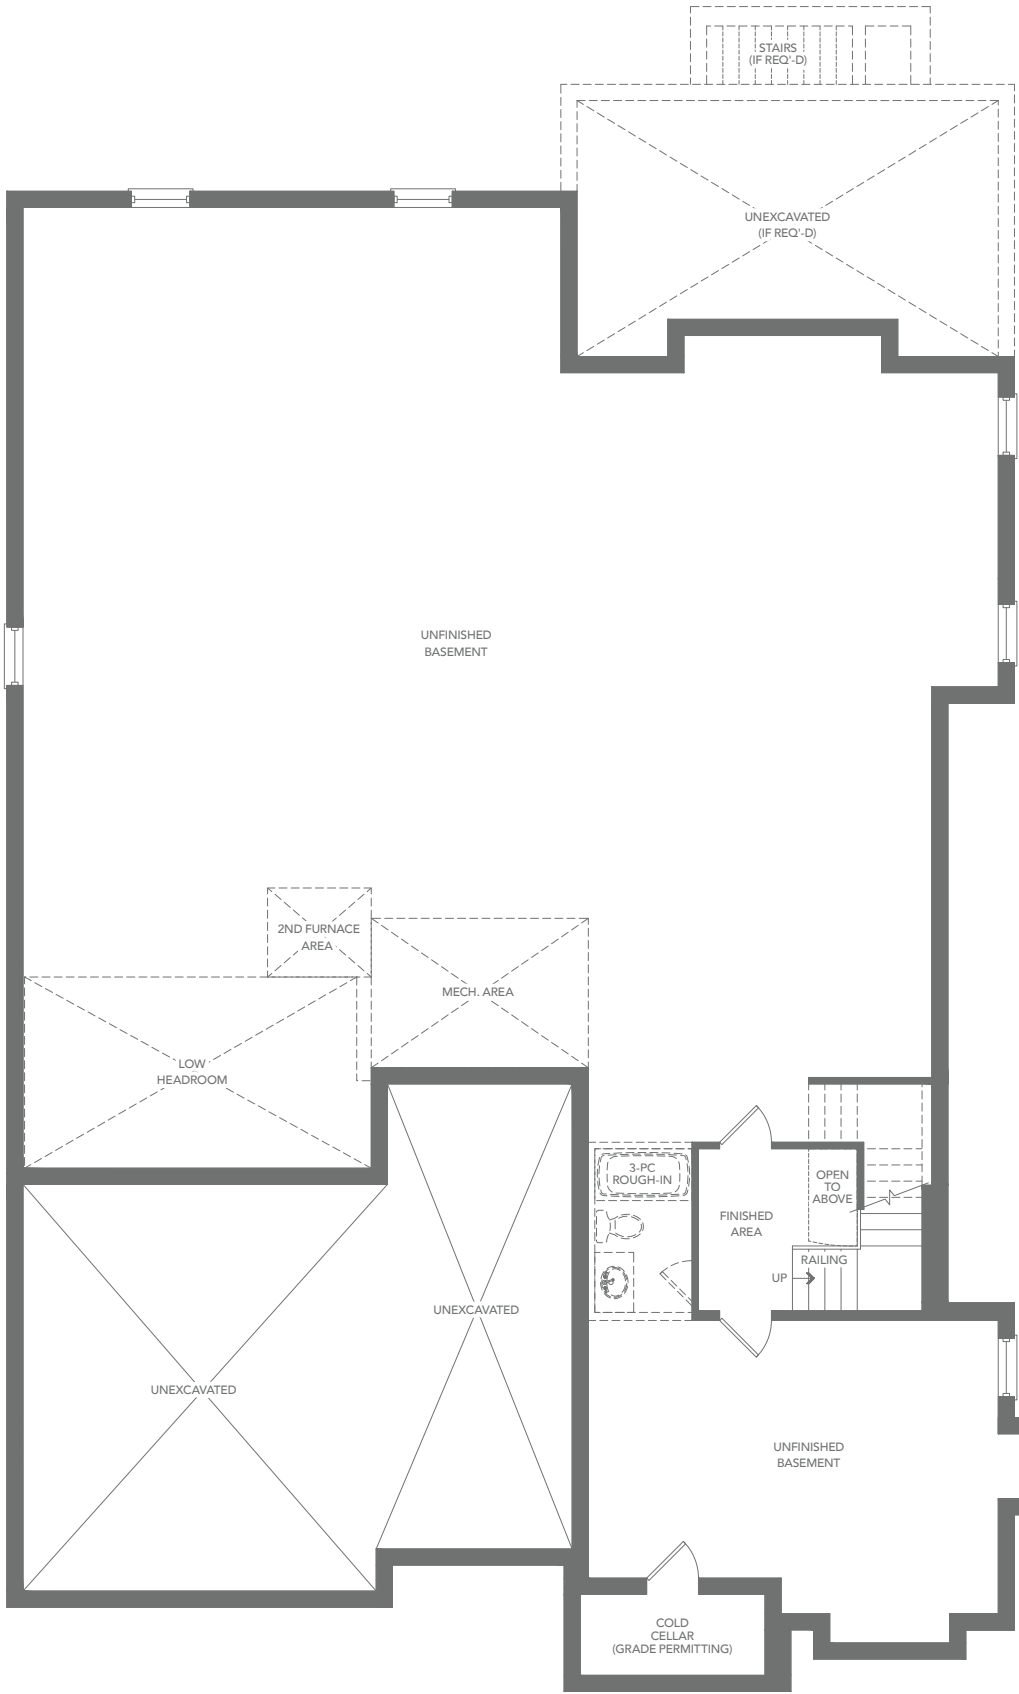 STAIRS
(IF REQ'-D)
UNEXCAVATED
(IF REQ'-D)
UNFINISHED
BASEMENT
2ND FURNACE
AREA
MECH. AREA
LOW
HEADROOM
3-PC
ROUGH-IN
OPEN
TO
ABOVE
FINISHED
AREA
RAILING
UP
UNEXCAVATED
UNEXCAVATED
UNFINISHED
BASEMENT
COLD
CELLAR
(GRADE PERMITTING)